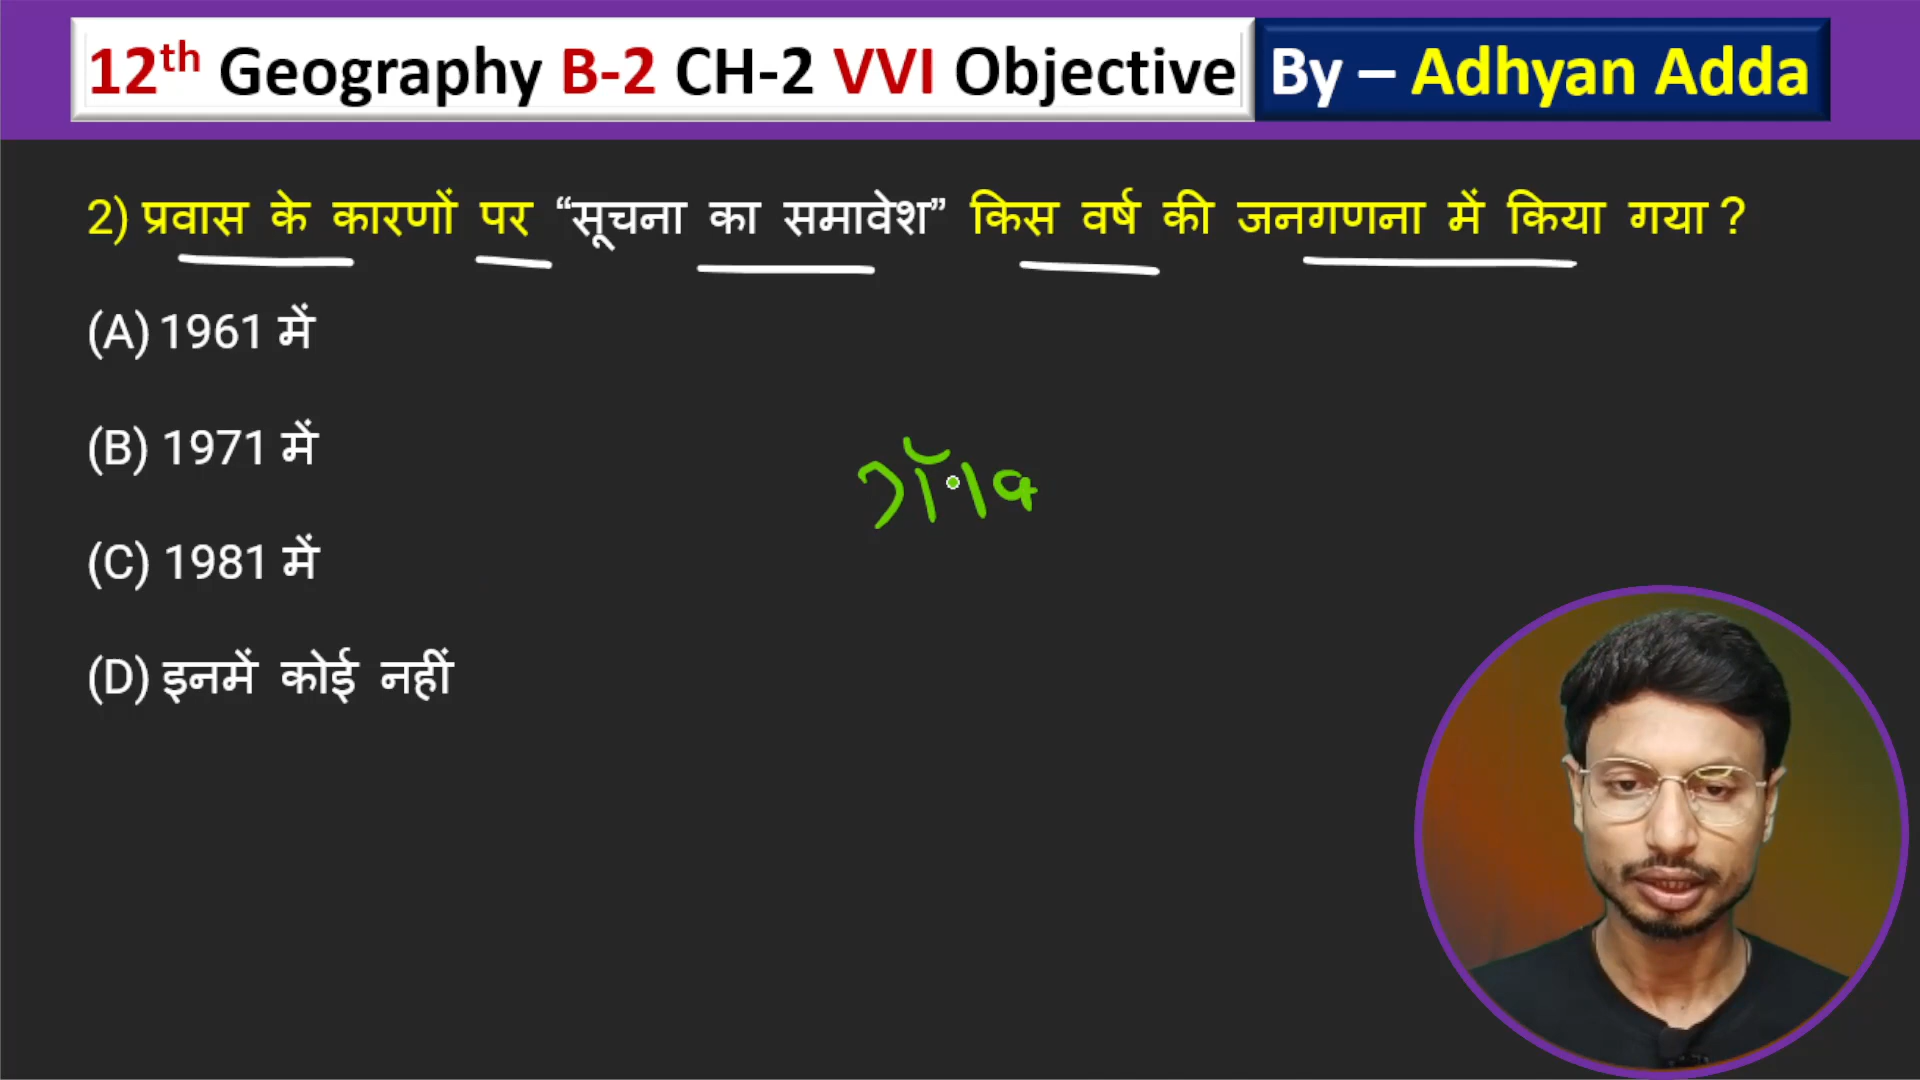 12th Geography B-2 CH-2 VVI Objective By – Adhyan Adda
2) प्रवास के कारणों पर “सूचना का समावेश” किस वर्ष की जनगणना में किया गया ?
(A) 1961 में
(B) 1971 में
(C) 1981 में
(D) इनमें कोई नहीं
गाँव